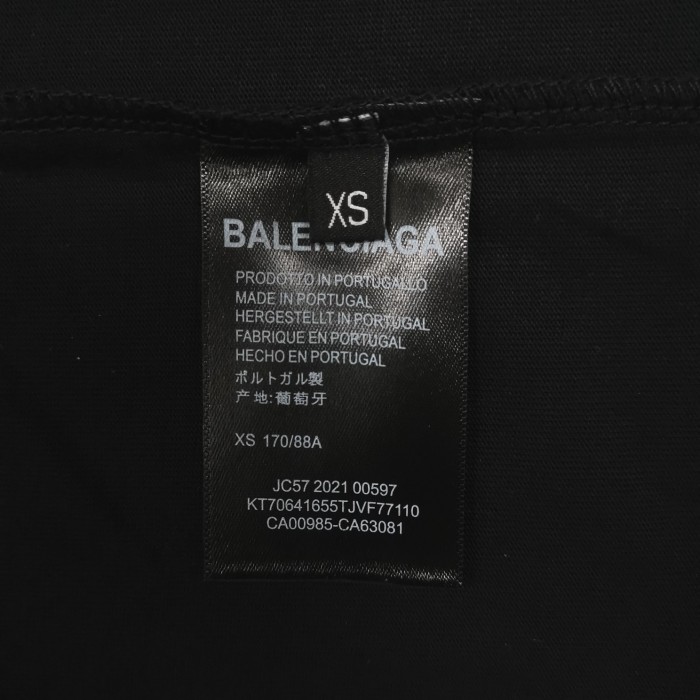 XS
BALENCIAGA
PRODOTTO IN PORTUGALLO
MADE IN PORTUGAL
HERGESTELLT IN PORTUGAL
FABRIQUE EN PORTUGAL
HECHO EN PORTUGAL
ポルトガル製
产地:葡萄牙
XS 170/88A
JC57 2021 00597
KT70641655TJVF77110
CA00985-CA63081